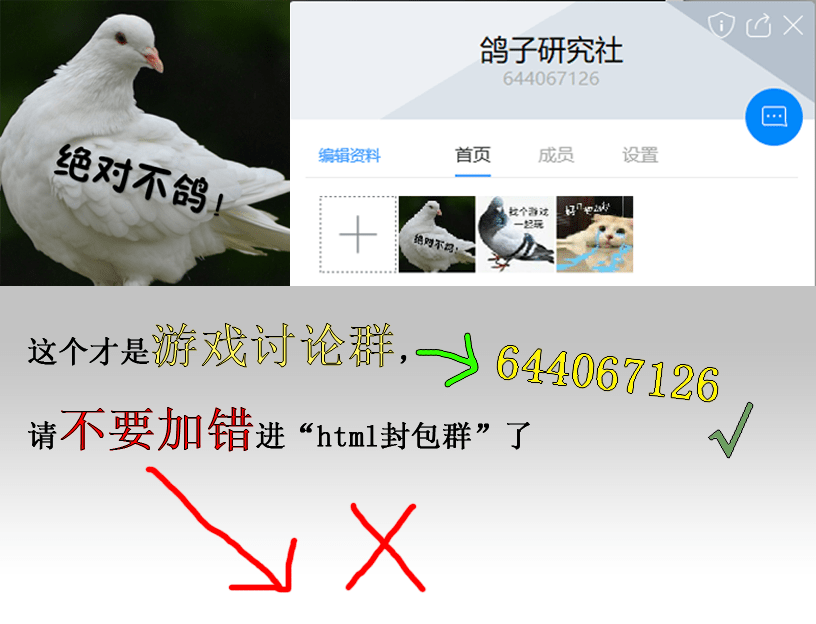 绝对不鸽！
鸽子研究社
644067126
编辑资料 首页 成员 设置
绝对不鸽！
找个游戏
一起玩
这个才是游戏讨论群，644067126
请不要加错进“html封包群”了